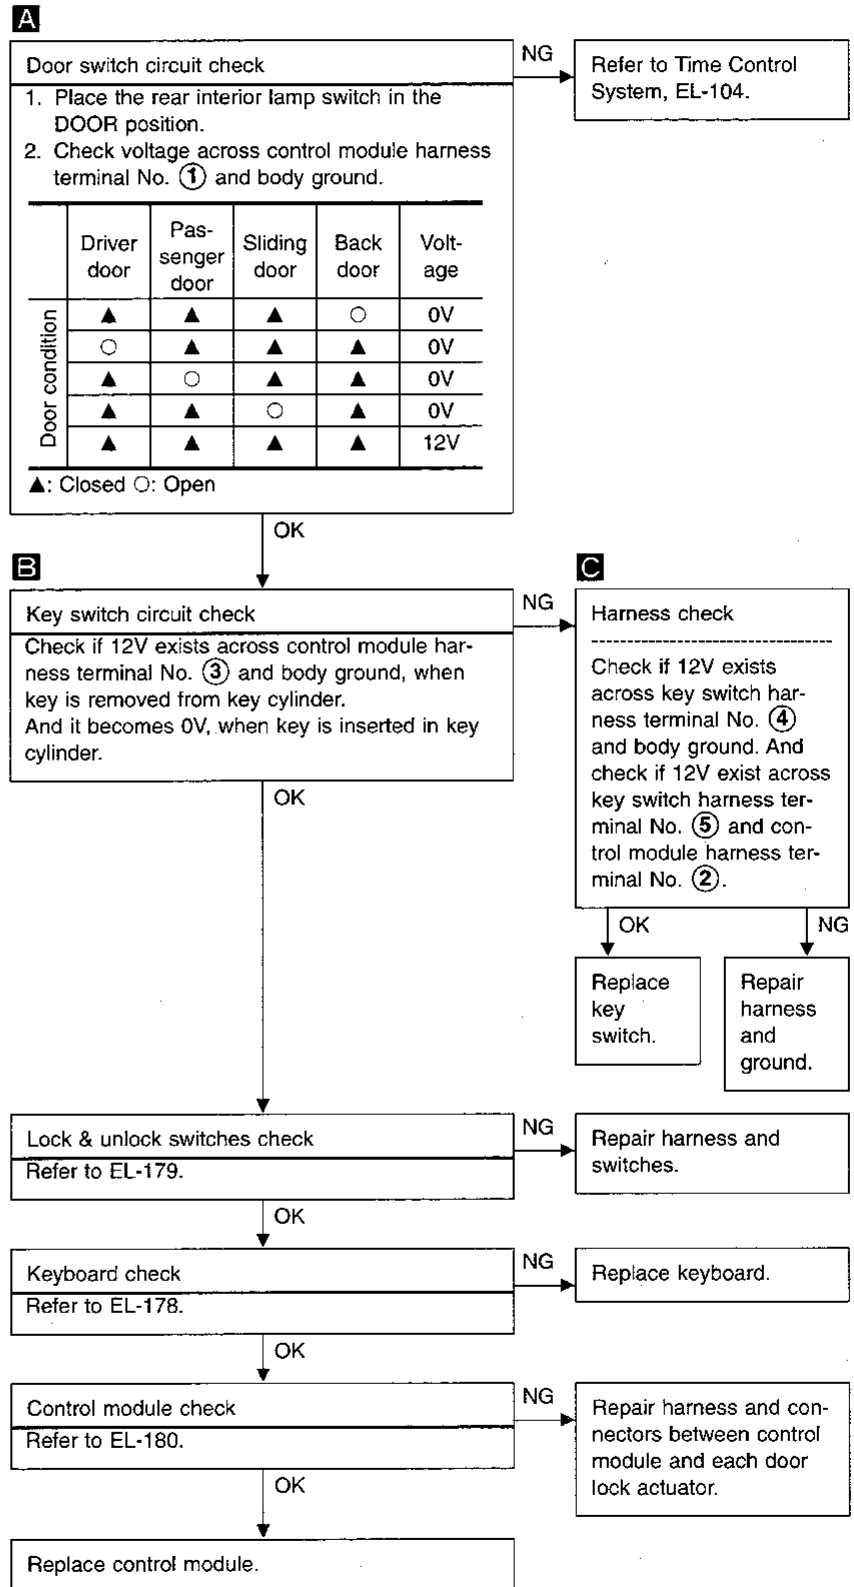 A
Door switch circuit check
1. Place the rear interior lamp switch in the
DOOR position.
2. Check voltage across control module harness
terminal No. ① and body ground.
Driver
door
Pas-
senger
door
Sliding
door
Back
door
Volt-
age
Door condition
▲ ▲ ▲ ○ 0V
○ ▲ ▲ ▲ 0V
▲ ○ ▲ ▲ 0V
▲ ▲ ○ ▲ 0V
▲ ▲ ▲ ▲ 12V
▲: Closed ○: Open
NG
Refer to Time Control
System, EL-104.
OK
B
Key switch circuit check
Check if 12V exists across control module har-
ness terminal No. ③ and body ground, when
key is removed from key cylinder.
And it becomes 0V, when key is inserted in key
cylinder.
NG
C
Harness check
Check if 12V exists
across key switch har-
ness terminal No. ④
and body ground. And
check if 12V exist across
key switch harness ter-
minal No. ⑤ and con-
trol module harness ter-
minal No. ②.
OK
NG
Replace
key
switch.
Repair
harness
and
ground.
OK
Lock & unlock switches check
Refer to EL-179.
NG
Repair harness and
switches.
OK
Keyboard check
Refer to EL-178.
NG
Replace keyboard.
OK
Control module check
Refer to EL-180.
NG
Repair harness and con-
nectors between control
module and each door
lock actuator.
OK
Replace control module.